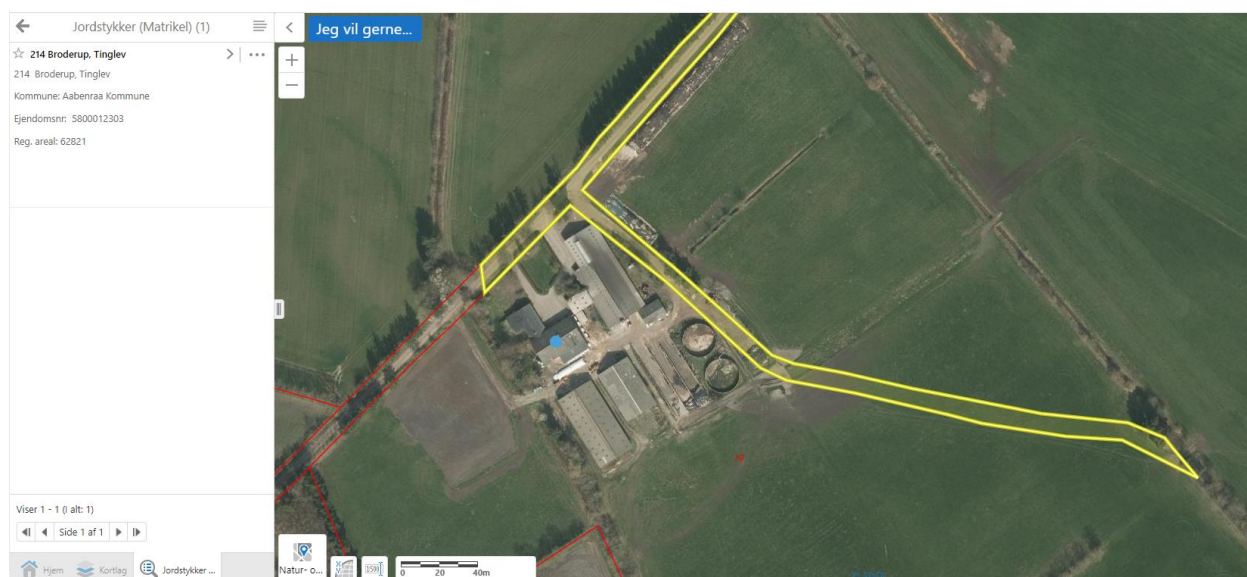 Jordstykker (Matrikel) (1)
Jeg vil gerne...
214 Broderup, Tinglev
214 Broderup, Tinglev
Kommune: Aabenraa Kommune
Ejendomsnr: 5800012303
Reg. areal: 62821
Viser 1 - 1 (I alt: 1)
Side 1 af 1
Hjem
Kortlag
Jordstykker ...
Natur- o...
0 20 40m